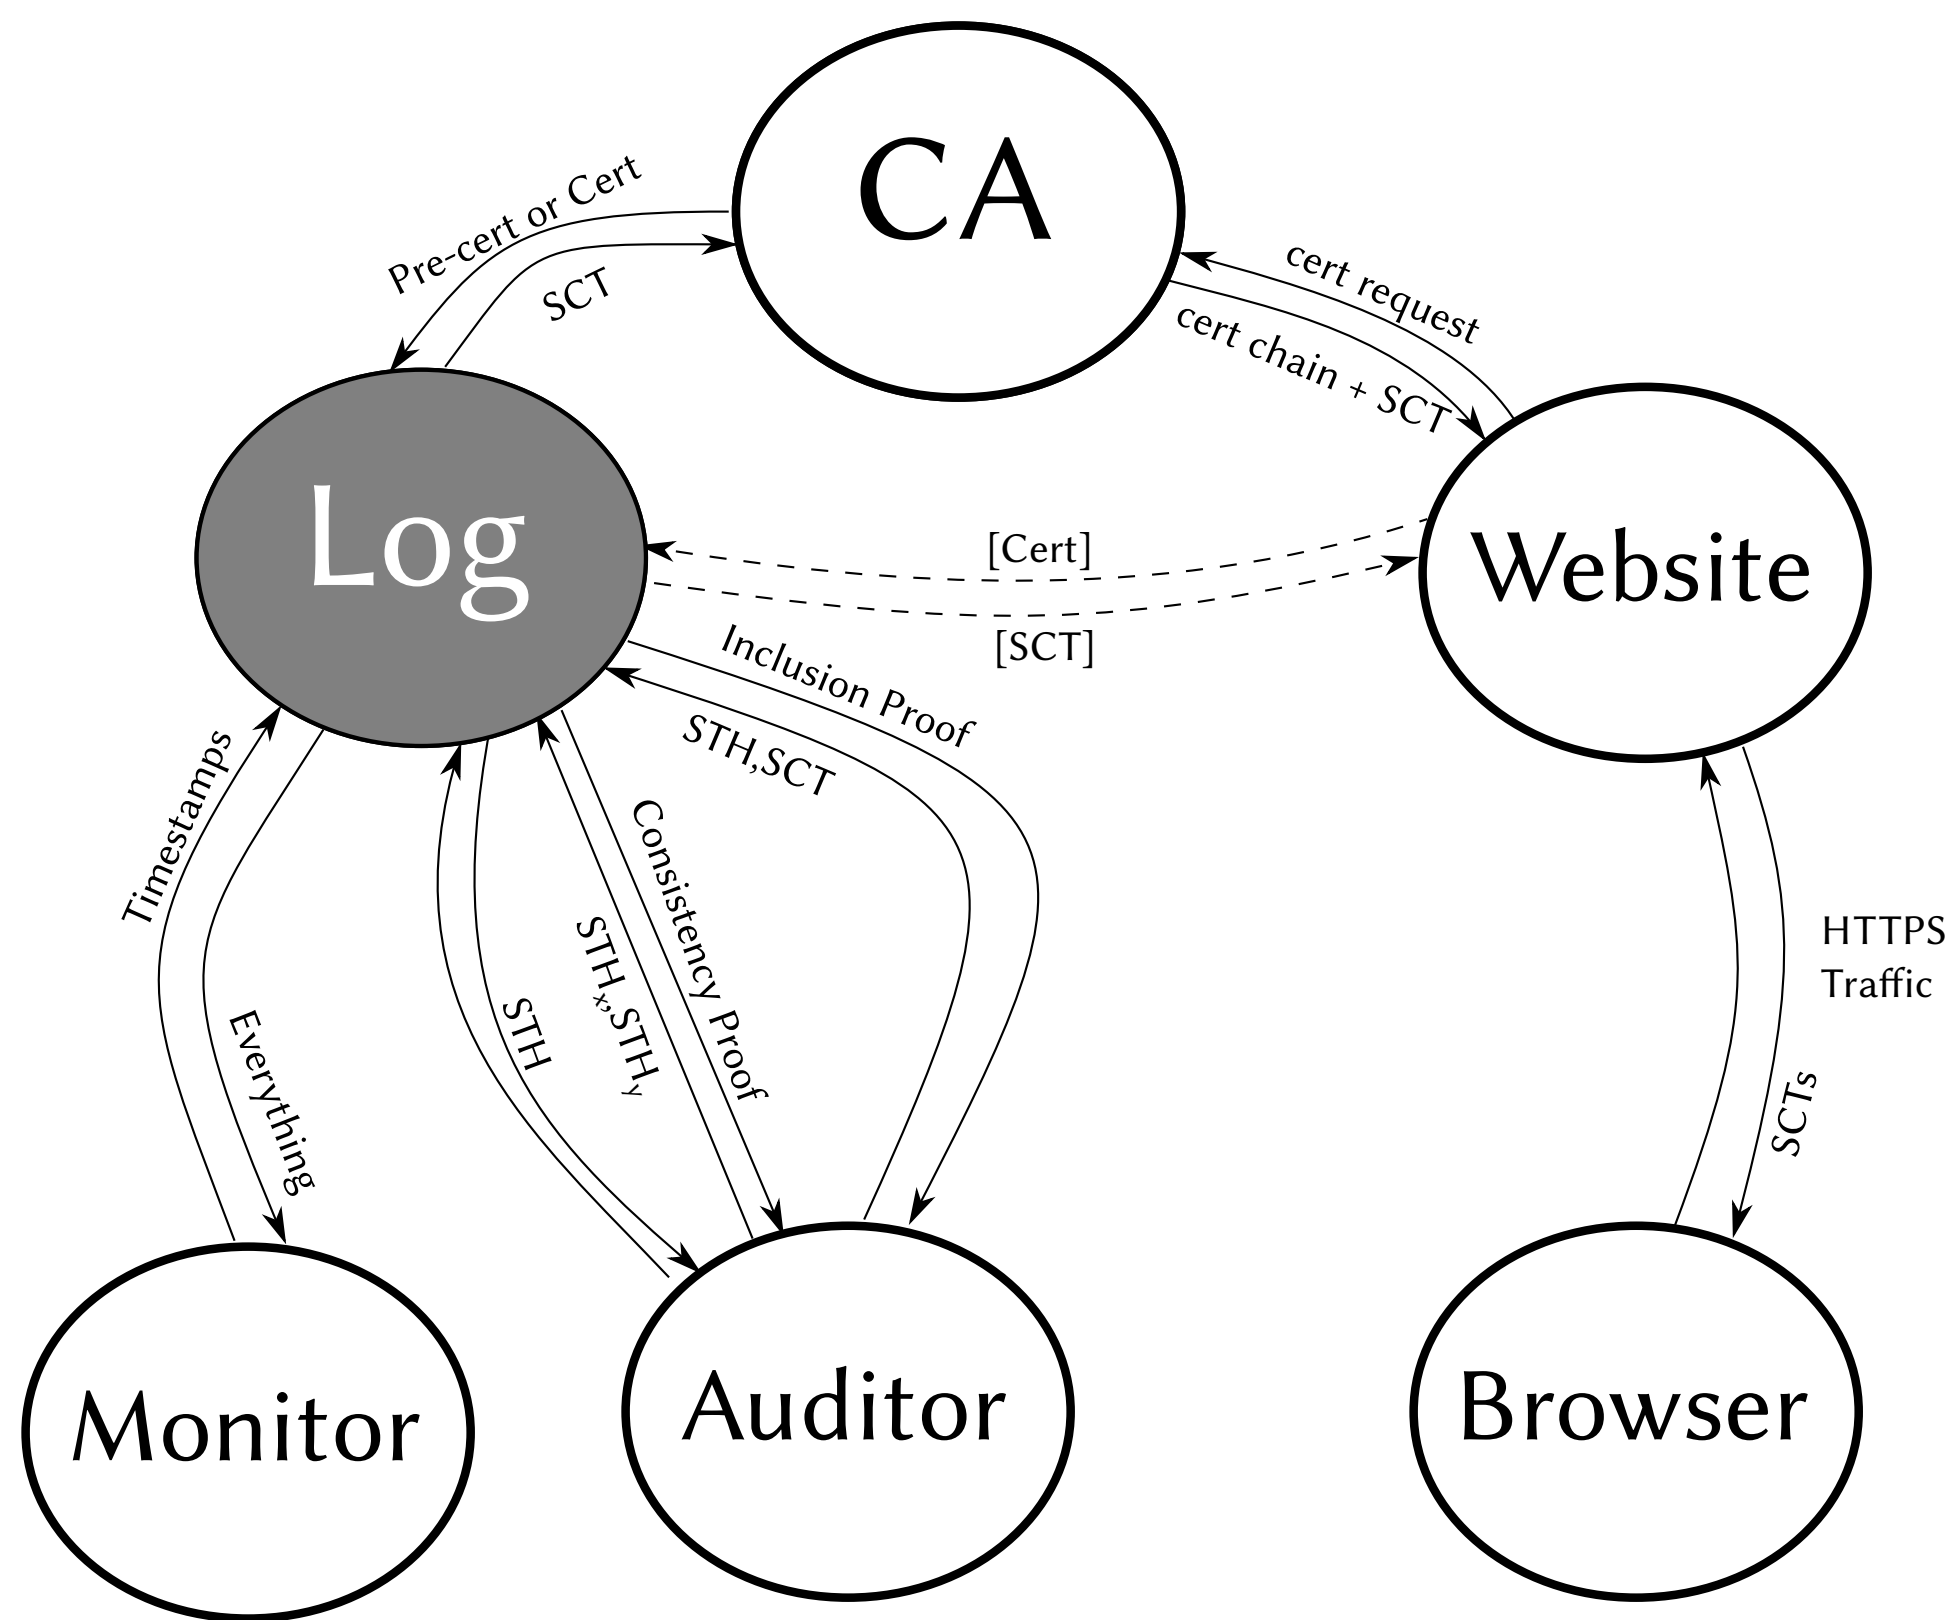 CA
Pre-cert or Cert
SCT
cert request
cert chain + SCT
Log
[Cert]
[SCT]
Website
Inclusion Proof
STH,SCT
Timestamps
Everything
STH
STHx,STHy
Consistency Proof
HTTPS
Traffic
SCTs
Monitor
Auditor
Browser